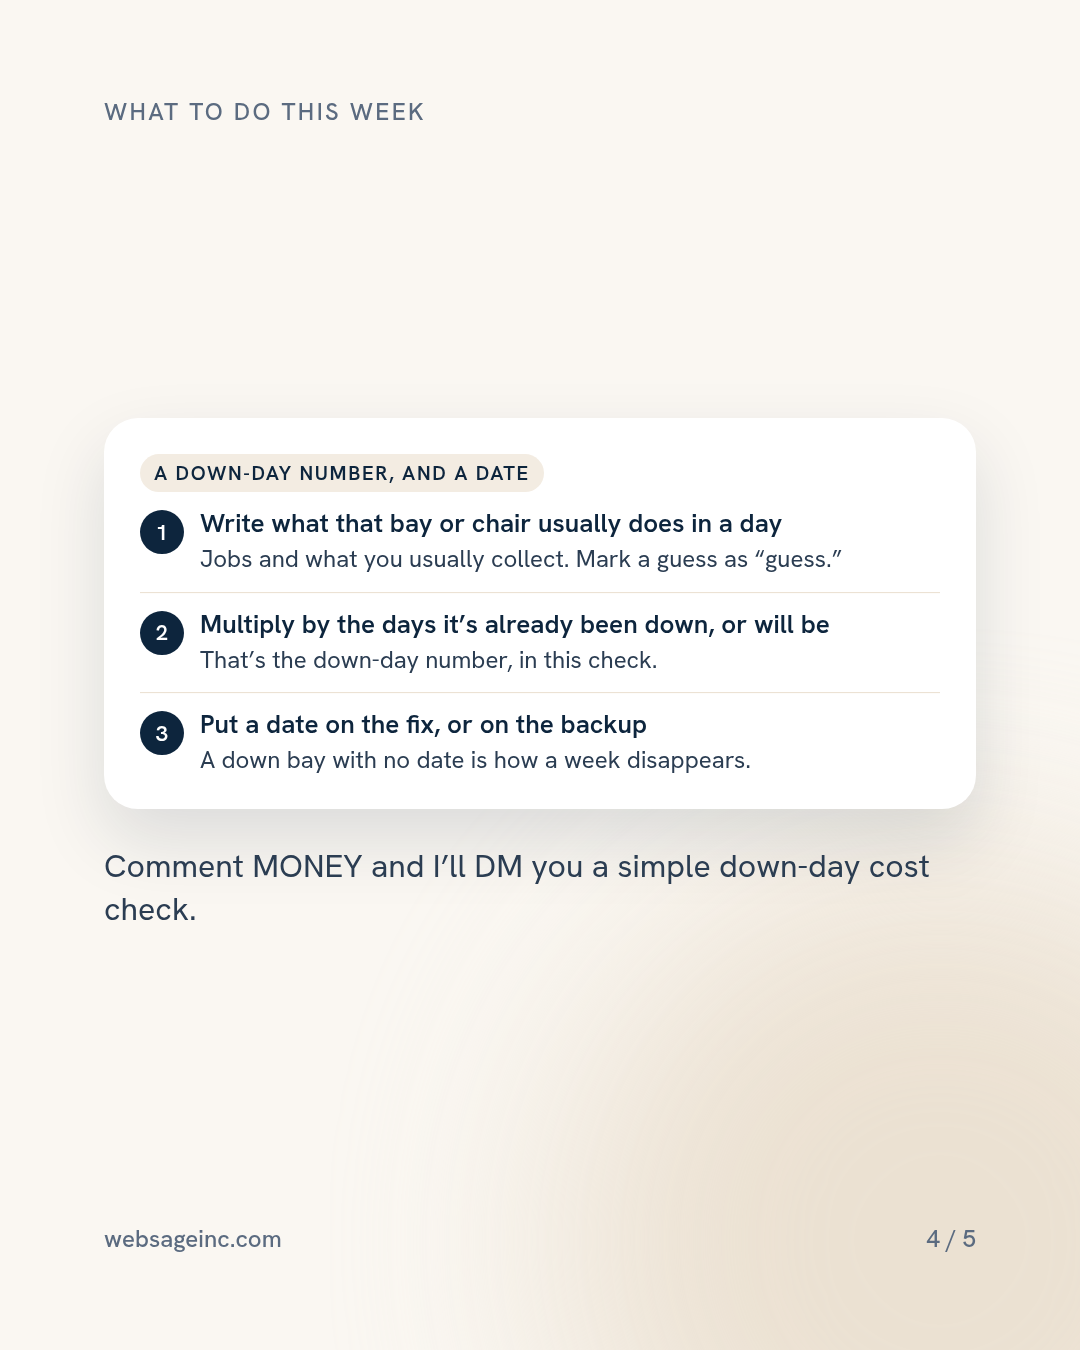 WHAT TO DO THIS WEEK
A DOWN-DAY NUMBER, AND A DATE
1
Write what that bay or chair usually does in a day
Jobs and what you usually collect. Mark a guess as “guess.”
2
Multiply by the days it’s already been down, or will be
That’s the down-day number, in this check.
3
Put a date on the fix, or on the backup
A down bay with no date is how a week disappears.
Comment MONEY and I’ll DM you a simple down-day cost
check.
websageinc.com
4 / 5